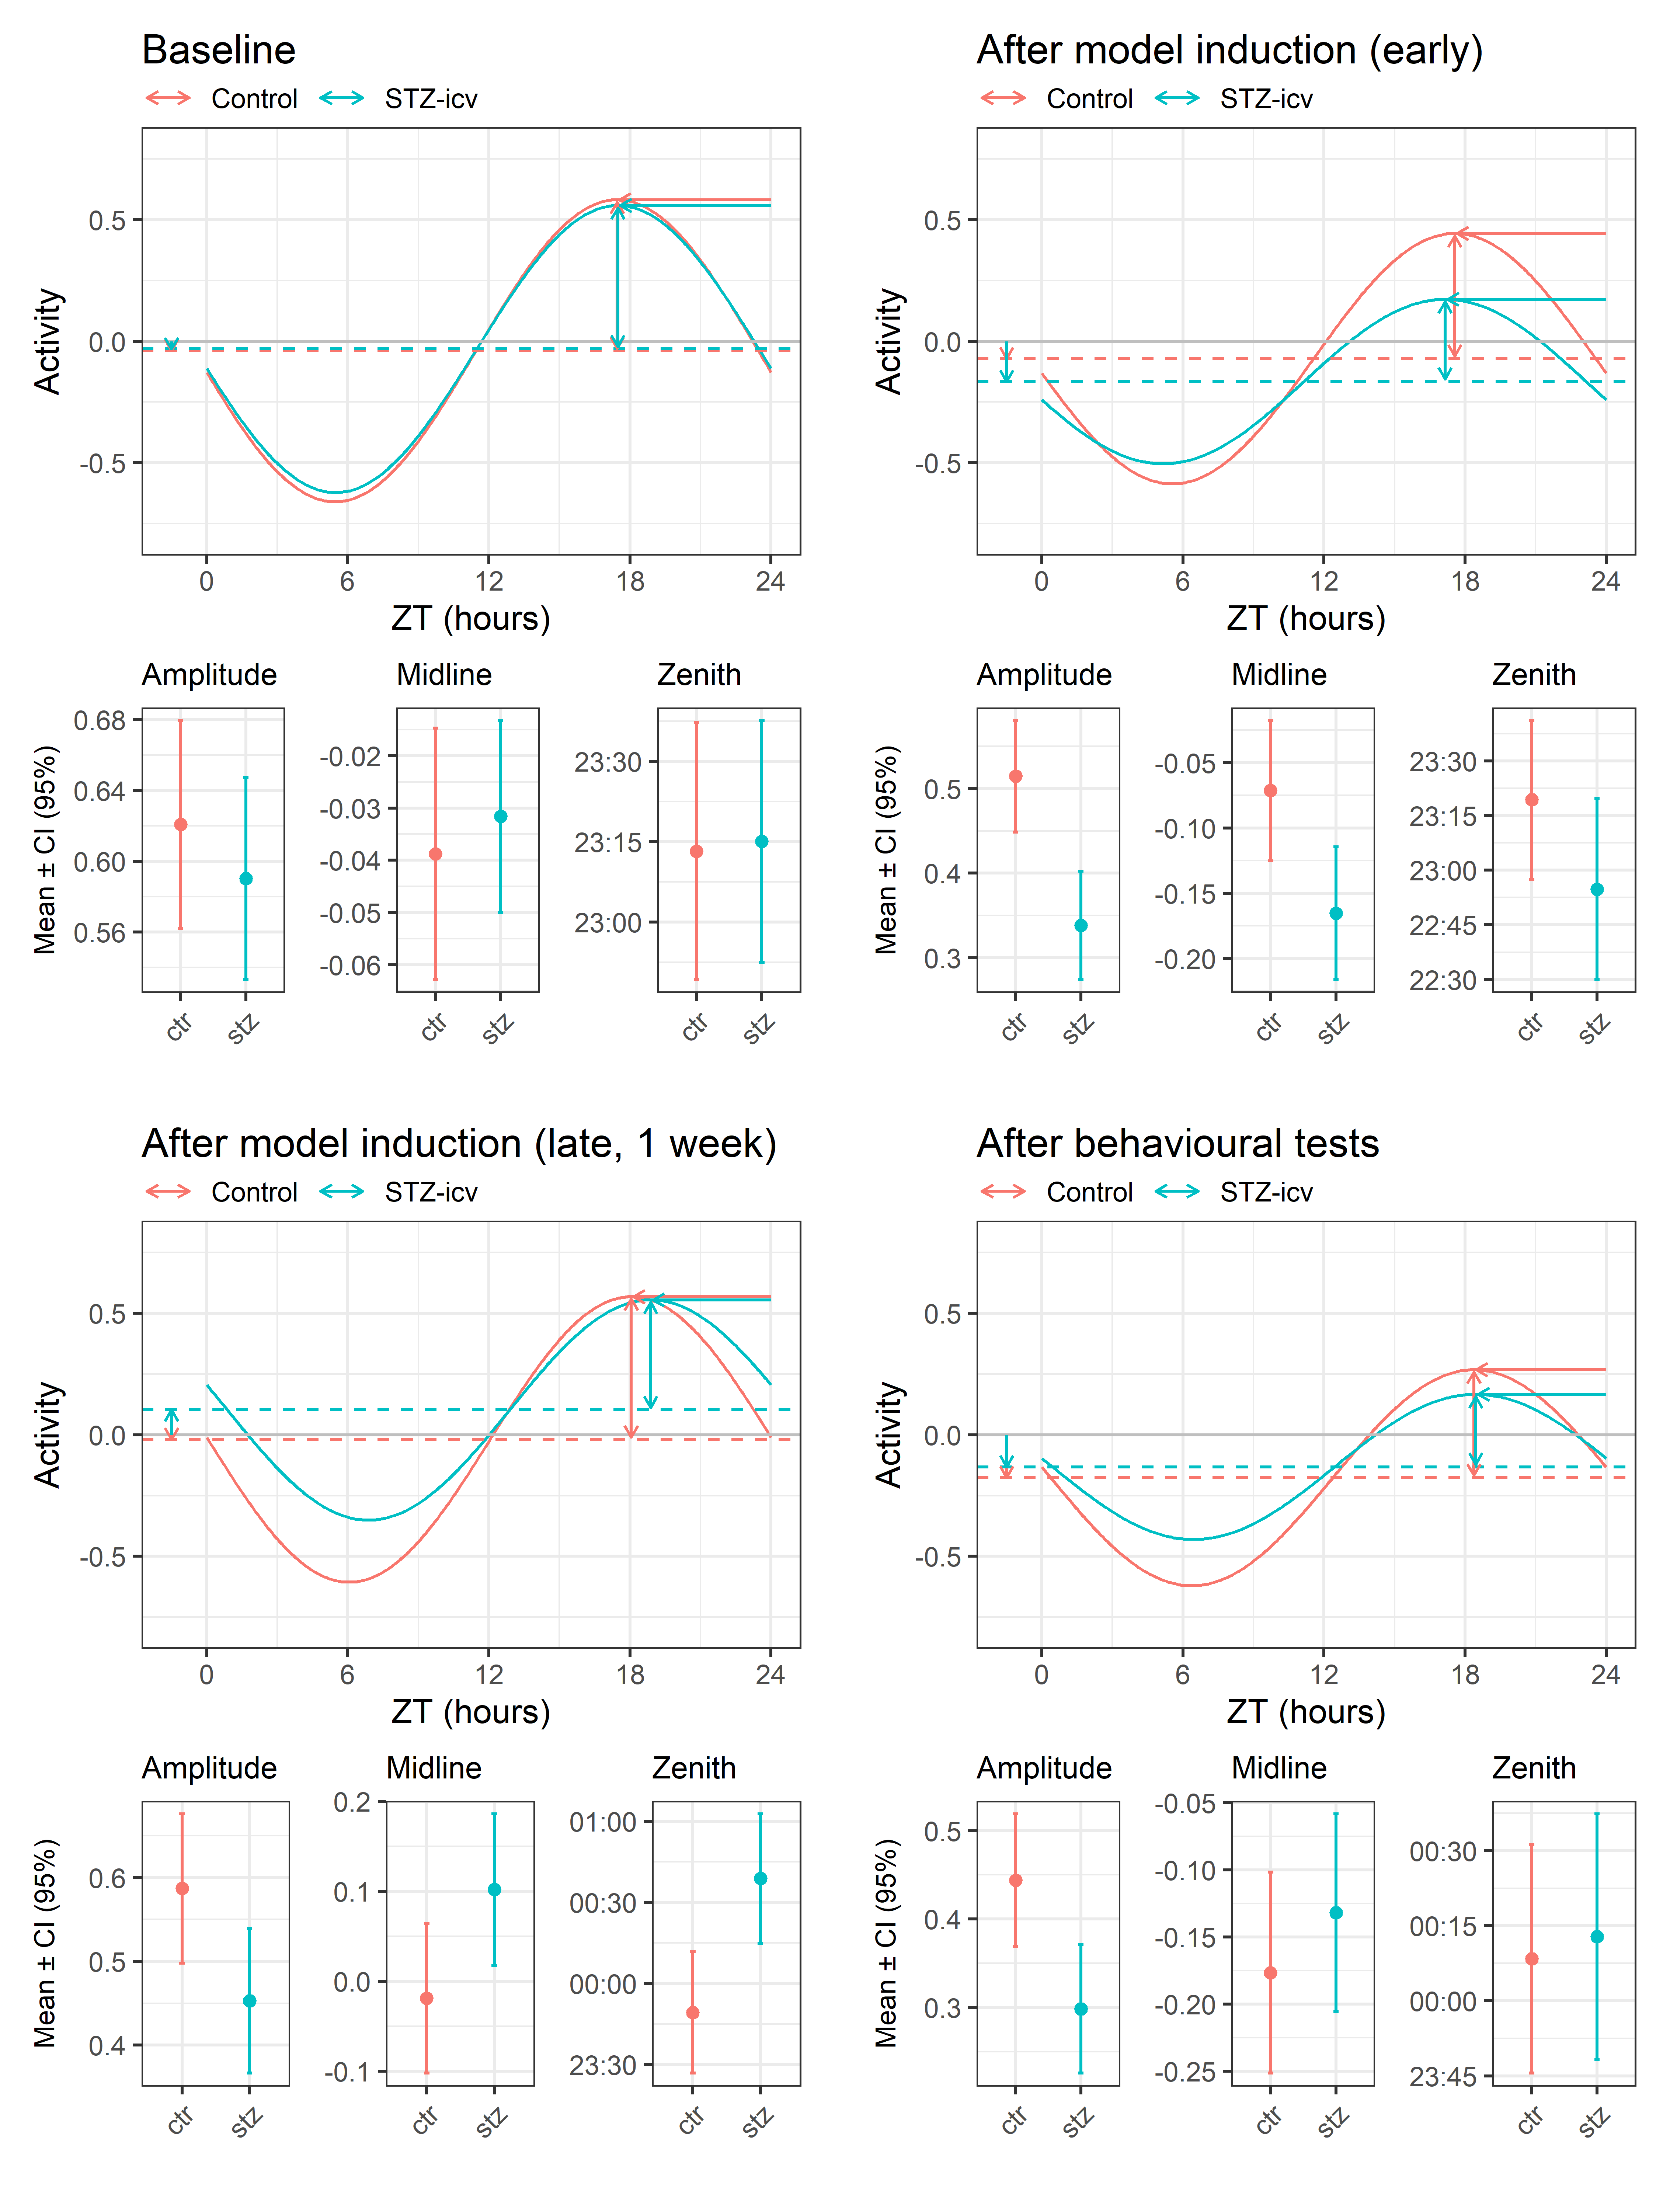 Baseline
Control STZ-icv
Activity
0.5
0.0
-0.5
0 6 12 18 24
ZT (hours)
Amplitude Midline Zenith
Mean ± CI (95%)
0.68
0.64
0.60
0.56
ctr stz
-0.02
-0.03
-0.04
-0.05
-0.06
ctr stz
23:30
23:15
23:00
ctr stz
After model induction (early)
Control STZ-icv
Activity
0.5
0.0
-0.5
0 6 12 18 24
ZT (hours)
Amplitude Midline Zenith
Mean ± CI (95%)
0.5
0.4
0.3
ctr stz
-0.05
-0.10
-0.15
-0.20
ctr stz
23:30
23:15
23:00
22:45
22:30
ctr stz
After model induction (late, 1 week)
Control STZ-icv
Activity
0.5
0.0
-0.5
0 6 12 18 24
ZT (hours)
Amplitude Midline Zenith
Mean ± CI (95%)
0.6
0.5
0.4
ctr stz
0.2
0.1
0.0
-0.1
ctr stz
01:00
00:30
00:00
23:30
ctr stz
After behavioural tests
Control STZ-icv
Activity
0.5
0.0
-0.5
0 6 12 18 24
ZT (hours)
Amplitude Midline Zenith
Mean ± CI (95%)
0.5
0.4
0.3
ctr stz
-0.05
-0.10
-0.15
-0.20
-0.25
ctr stz
00:30
00:15
00:00
23:45
ctr stz